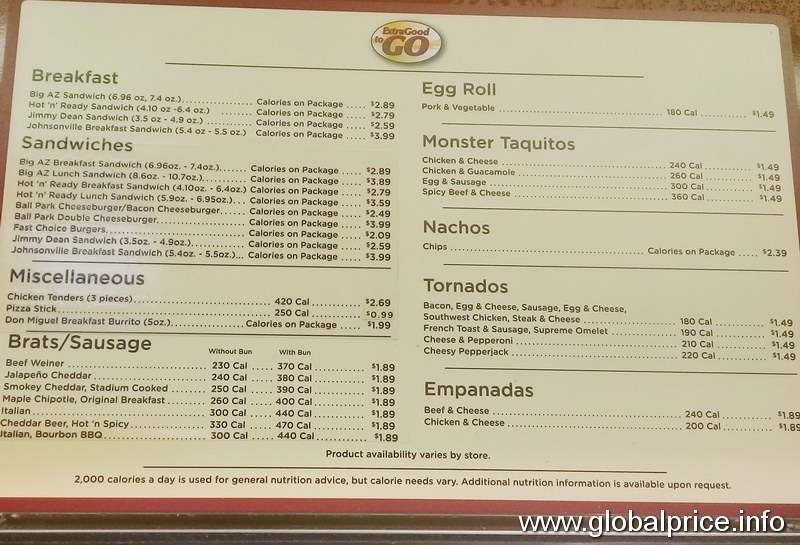 ExtraGood
to GO
Breakfast
Big AZ Sandwich (6.96 oz, 7.4 oz.)............ Calories on Package ..... $2.89
Hot 'n' Ready Sandwich (4.10 oz -6.4 oz.) ........ Calories on Package ..... $2.79
Jimmy Dean Sandwich (3.5 oz - 4.9 oz.) ........ Calories on Package ..... $2.59
Johnsonville Breakfast Sandwich (5.4 oz - 5.5 oz.) Calories on Package ..... $3.99
Sandwiches
Big AZ Breakfast Sandwich (6.96oz. - 7.4oz.)........ Calories on Package ..... $2.89
Big AZ Lunch Sandwich (8.6oz. - 10.7oz.)........ Calories on Package ..... $3.89
Hot 'n' Ready Breakfast Sandwich (4.10oz. - 6.4oz.) Calories on Package ..... $2.79
Hot 'n' Ready Lunch Sandwich (5.9oz. - 6.95oz.)... Calories on Package ..... $3.59
Ball Park Cheeseburger/Bacon Cheeseburger........ Calories on Package ..... $2.49
Ball Park Double Cheeseburger........ Calories on Package ..... $3.99
Fast Choice Burgers........ Calories on Package ..... $2.09
Jimmy Dean Sandwich (3.5oz. - 4.9oz.)........ Calories on Package ..... $2.59
Johnsonville Breakfast Sandwich (5.4oz. - 5.5oz.)... Calories on Package ..... $3.99
Miscellaneous
Chicken Tenders (3 pieces)........ 420 Cal ........ $2.69
Pizza Stick........ 250 Cal ........ $0.99
Don Miguel Breakfast Burrito (5oz.)........ Calories on Package ..... $1.99
Brats/Sausage
Without Bun With Bun
Beef Weiner ........ 230 Cal ..... 370 Cal ........ $1.89
Jalapeño Cheddar ........ 240 Cal ..... 380 Cal ........ $1.89
Smokey Cheddar, Stadium Cooked ........ 250 Cal ..... 390 Cal ........ $1.89
Maple Chipotle, Original Breakfast ........ 260 Cal ..... 400 Cal ........ $1.89
Italian ........ 300 Cal ..... 440 Cal ........ $1.89
Cheddar Beer, Hot 'n Spicy ........ 330 Cal ..... 470 Cal ........ $1.89
Italian, Bourbon BBQ ........ 300 Cal ..... 440 Cal ........ $1.89
Egg Roll
Pork & Vegetable ........ 180 Cal ........ $1.49
Monster Taquitos
Chicken & Cheese ........ 240 Cal ........ $1.49
Chicken & Guacamole ........ 260 Cal ........ $1.49
Egg & Sausage ........ 300 Cal ........ $1.49
Spicy Beef & Cheese ........ 360 Cal ........ $1.49
Nachos
Chips ........ Calories on Package ..... $2.39
Tornados
Bacon, Egg & Cheese, Sausage, Egg & Cheese,
Southwest Chicken, Steak & Cheese ........ 180 Cal ........ $1.49
French Toast & Sausage, Supreme Omelet ........ 190 Cal ........ $1.49
Cheese & Pepperoni ........ 210 Cal ........ $1.49
Cheesy Pepperjack ........ 220 Cal ........ $1.49
Empanadas
Beef & Cheese ........ 240 Cal ........ $1.89
Chicken & Cheese ........ 200 Cal ........ $1.89
Product availability varies by store.
2,000 calories a day is used for general nutrition advice, but calorie needs vary. Additional nutrition information is available upon request.
www.globalprice.info